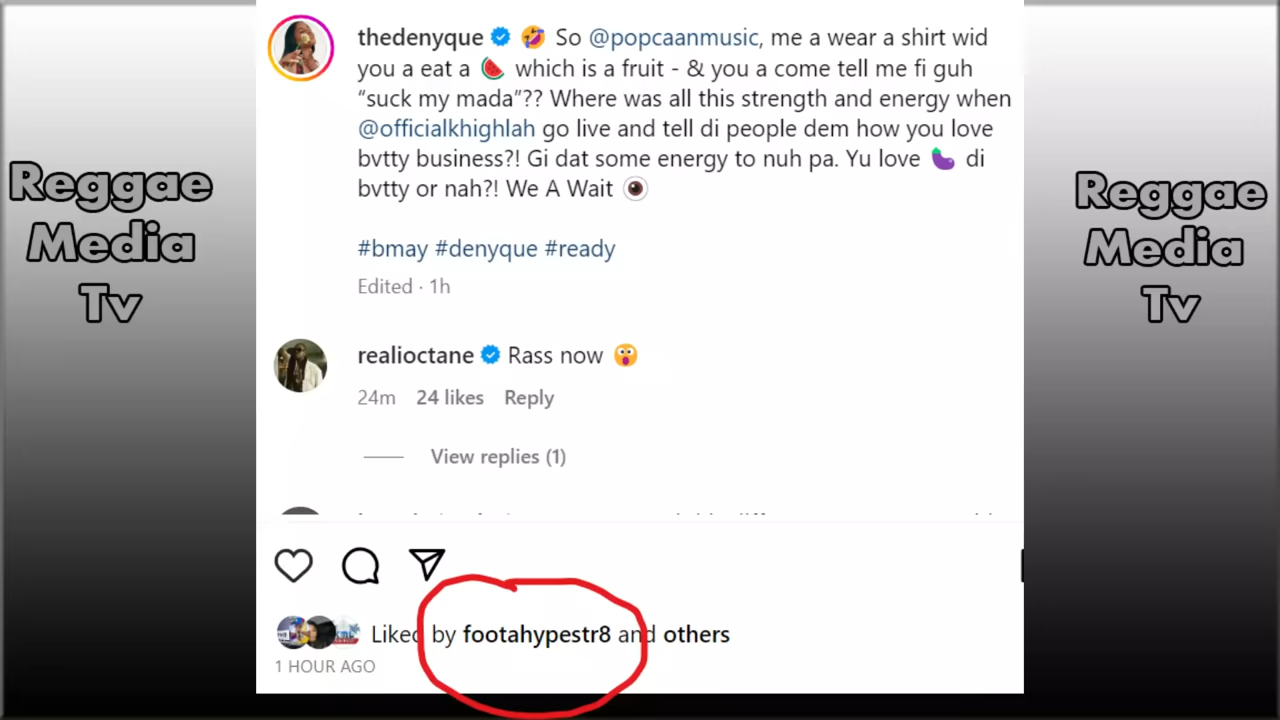 Reggae
Media
Tv
thedenyque 🤣 So @popcaanmusic, me a wear a shirt wid
you a eat a 🍉 which is a fruit - & you a come tell me fi guh
“suck my mada”?? Where was all this strength and energy when
@officialkhighlah go live and tell di people dem how you love
bvtty business?! Gi dat some energy to nuh pa. Yu love 🍆 di
bvtty or nah?! We A Wait 👁
#bmay #denyque #ready
Edited · 1h
realioctane Rass now 😲
24m 24 likes Reply
View replies (1)
Liked by footahypestr8 and others
1 HOUR AGO
Reggae
Media
Tv